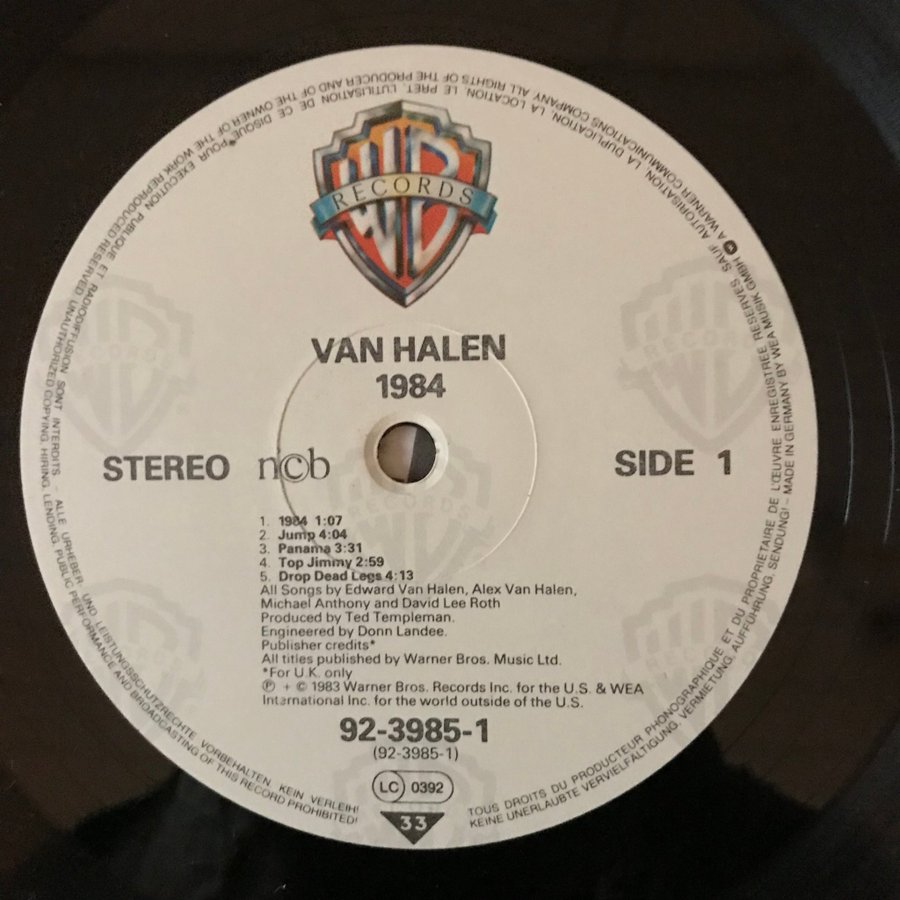 WB
RECORDS
VAN HALEN
1984
STEREO
ncb
SIDE 1
1. 1984 1:07
2. Jump 4:04
3. Panama 3:31
4. Top Jimmy 2:59
5. Drop Dead Legs 4:13
All Songs by Edward Van Halen, Alex Van Halen,
Michael Anthony and David Lee Roth
Produced by Ted Templeman.
Engineered by Donn Landee.
Publisher credits*
All titles published by Warner Bros. Music Ltd.
*For U.K. only
Ⓟ + © 1983 Warner Bros. Records Inc. for the U.S. & WEA
International Inc. for the world outside of the U.S.
92-3985-1
(92-3985-1)
LC 0392
33
TOUS DROITS DU PRODUCTEUR PHONOGRAPHIQUE ET DU PROPRIETAIRE DE L'ŒUVRE ENREGISTREE RESERVES. SAUF AUTORISATION, LA DUPLICATION, LA LOCATION, LE PRET, L'UTILISATION DE CE DISQUE POUR EXECUTION PUBLIQUE ET RADIODIFFUSION SONT INTERDITS - ALLE URHEBER- UND LEISTUNGSSCHUTZRECHTE VORBEHALTEN. KEIN VERLEIH!
KEINE UNERLAUBTE VERVIELFÄLTIGUNG, VERMIETUNG, AUFFÜHRUNG, SENDUNG! - MADE IN GERMANY BY WEA MUSIK GMBH A WARNER COMMUNICATIONS COMPANY ALL RIGHTS OF THE PRODUCER AND OF THE OWNER OF THE WORK REPRODUCED RESERVED. UNAUTHORIZED COPYING, HIRING, LENDING, PUBLIC PERFORMANCE AND BROADCASTING OF THIS RECORD PROHIBITED!